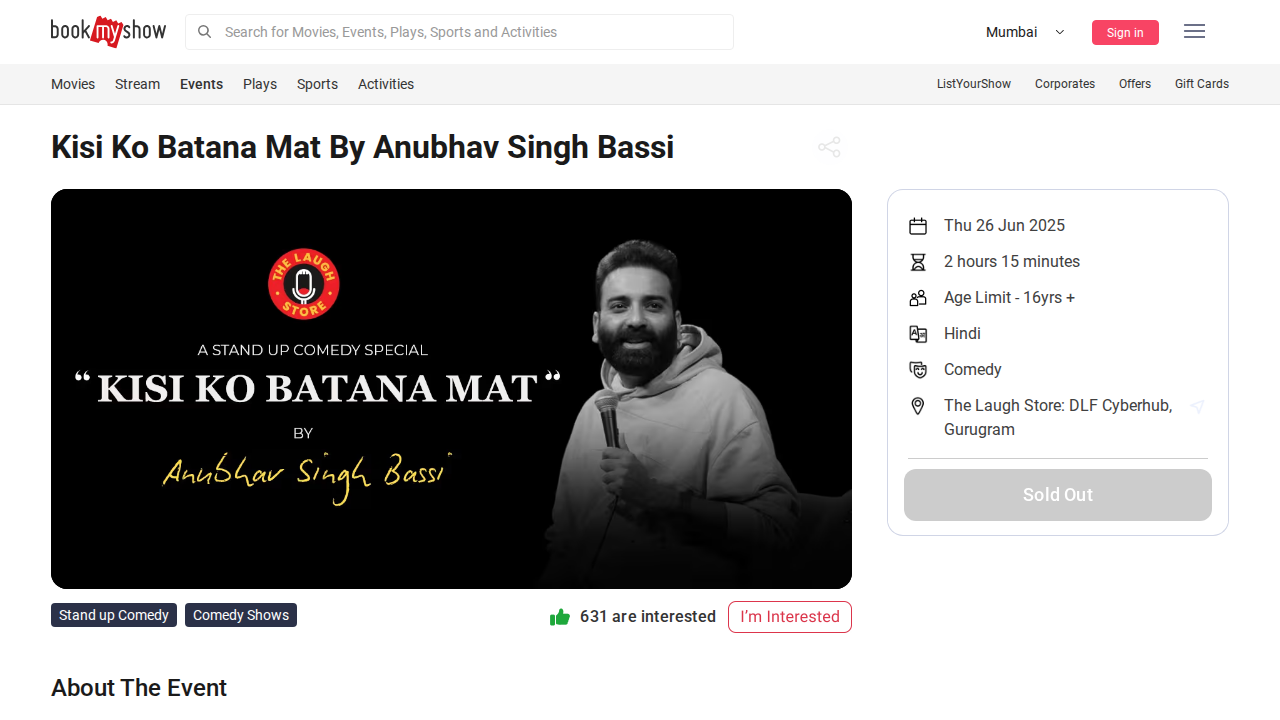 bookmyshow
Search for Movies, Events, Plays, Sports and Activities
Mumbai
Sign in
Movies Stream Events Plays Sports Activities
ListYourShow Corporates Offers Gift Cards
Kisi Ko Batana Mat By Anubhav Singh Bassi
THE LAUGH
STORE
A STAND UP COMEDY SPECIAL
“KISI KO BATANA MAT”
BY
Anubhav Singh Bassi
Thu 26 Jun 2025
2 hours 15 minutes
Age Limit - 16yrs +
Hindi
Comedy
The Laugh Store: DLF Cyberhub,
Gurugram
Sold Out
Stand up Comedy Comedy Shows
631 are interested
I’m Interested
About The Event